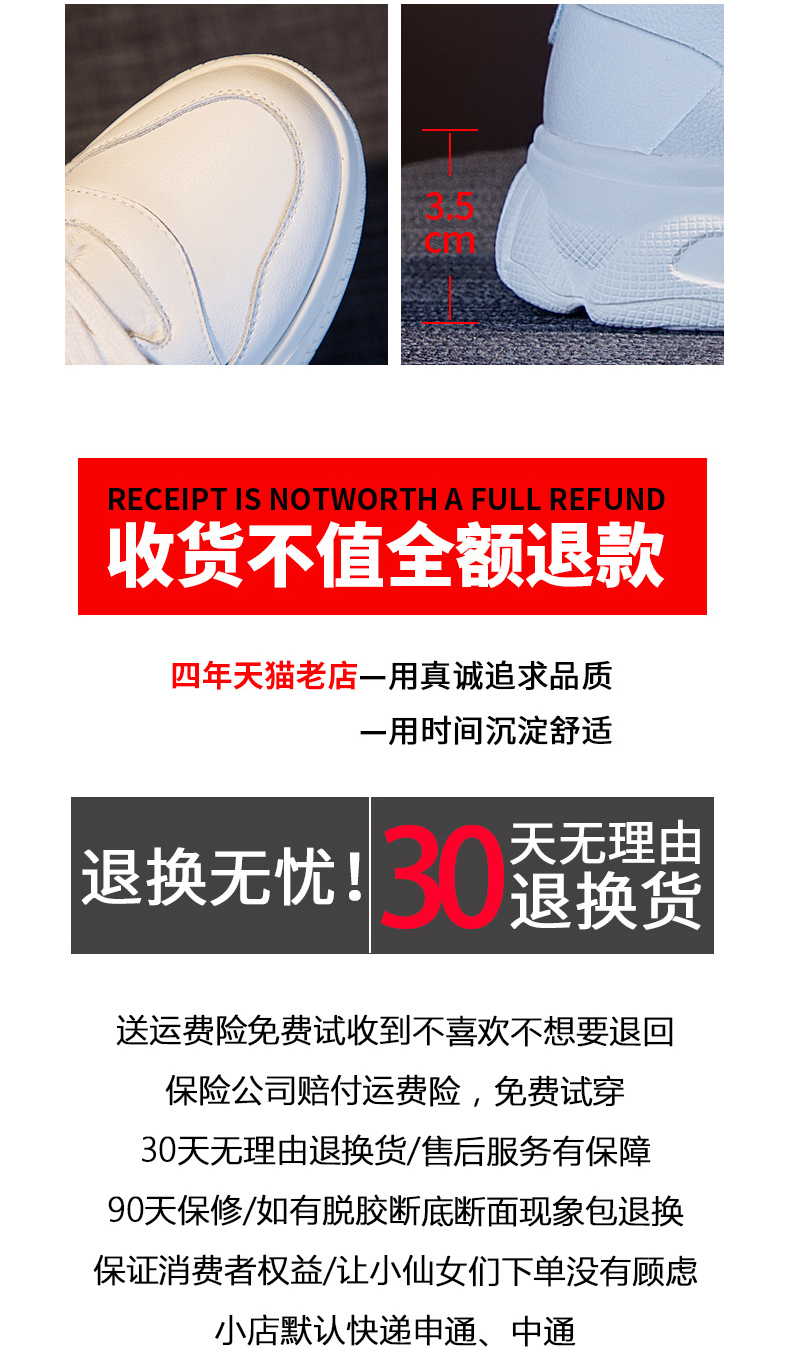 3.5
cm
RECEIPT IS NOTWORTH A FULL REFUND
收货不值全额退款
四年天猫老店—用真诚追求品质
—用时间沉淀舒适
退换无忧!
30天无理由
退换货
送运费险免费试收到不喜欢不想要退回
保险公司赔付运费险，免费试穿
30天无理由退换货/售后服务有保障
90天保修/如有脱胶断底断面现象包退换
保证消费者权益/让小仙女们下单没有顾虑
小店默认快递申通、中通